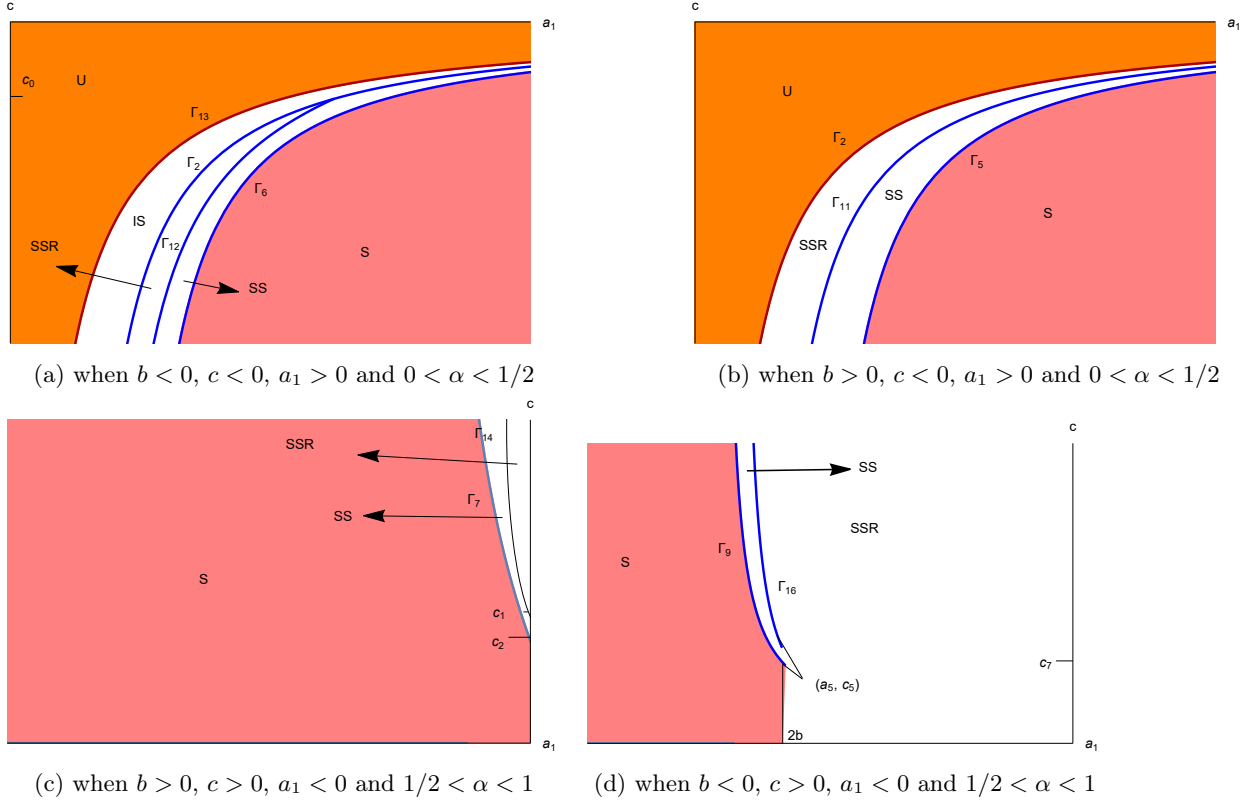 c
a₁
c₀
U
Γ₁₃
Γ₂
Γ₆
IS
SSR
Γ₁₂
S
SS
(a) when b < 0, c < 0, a₁ > 0 and 0 < α < 1/2
c
a₁
U
Γ₂
Γ₅
Γ₁₁
SS
SSR
S
(b) when b > 0, c < 0, a₁ > 0 and 0 < α < 1/2
c
Γ₁₄
SSR
Γ₇
SS
S
c₁
c₂
a₁
(c) when b > 0, c > 0, a₁ < 0 and 1/2 < α < 1
c
SS
SSR
Γ₉
S
Γ₁₆
c₇
(a₅, c₅)
2b
a₁
(d) when b < 0, c > 0, a₁ < 0 and 1/2 < α < 1